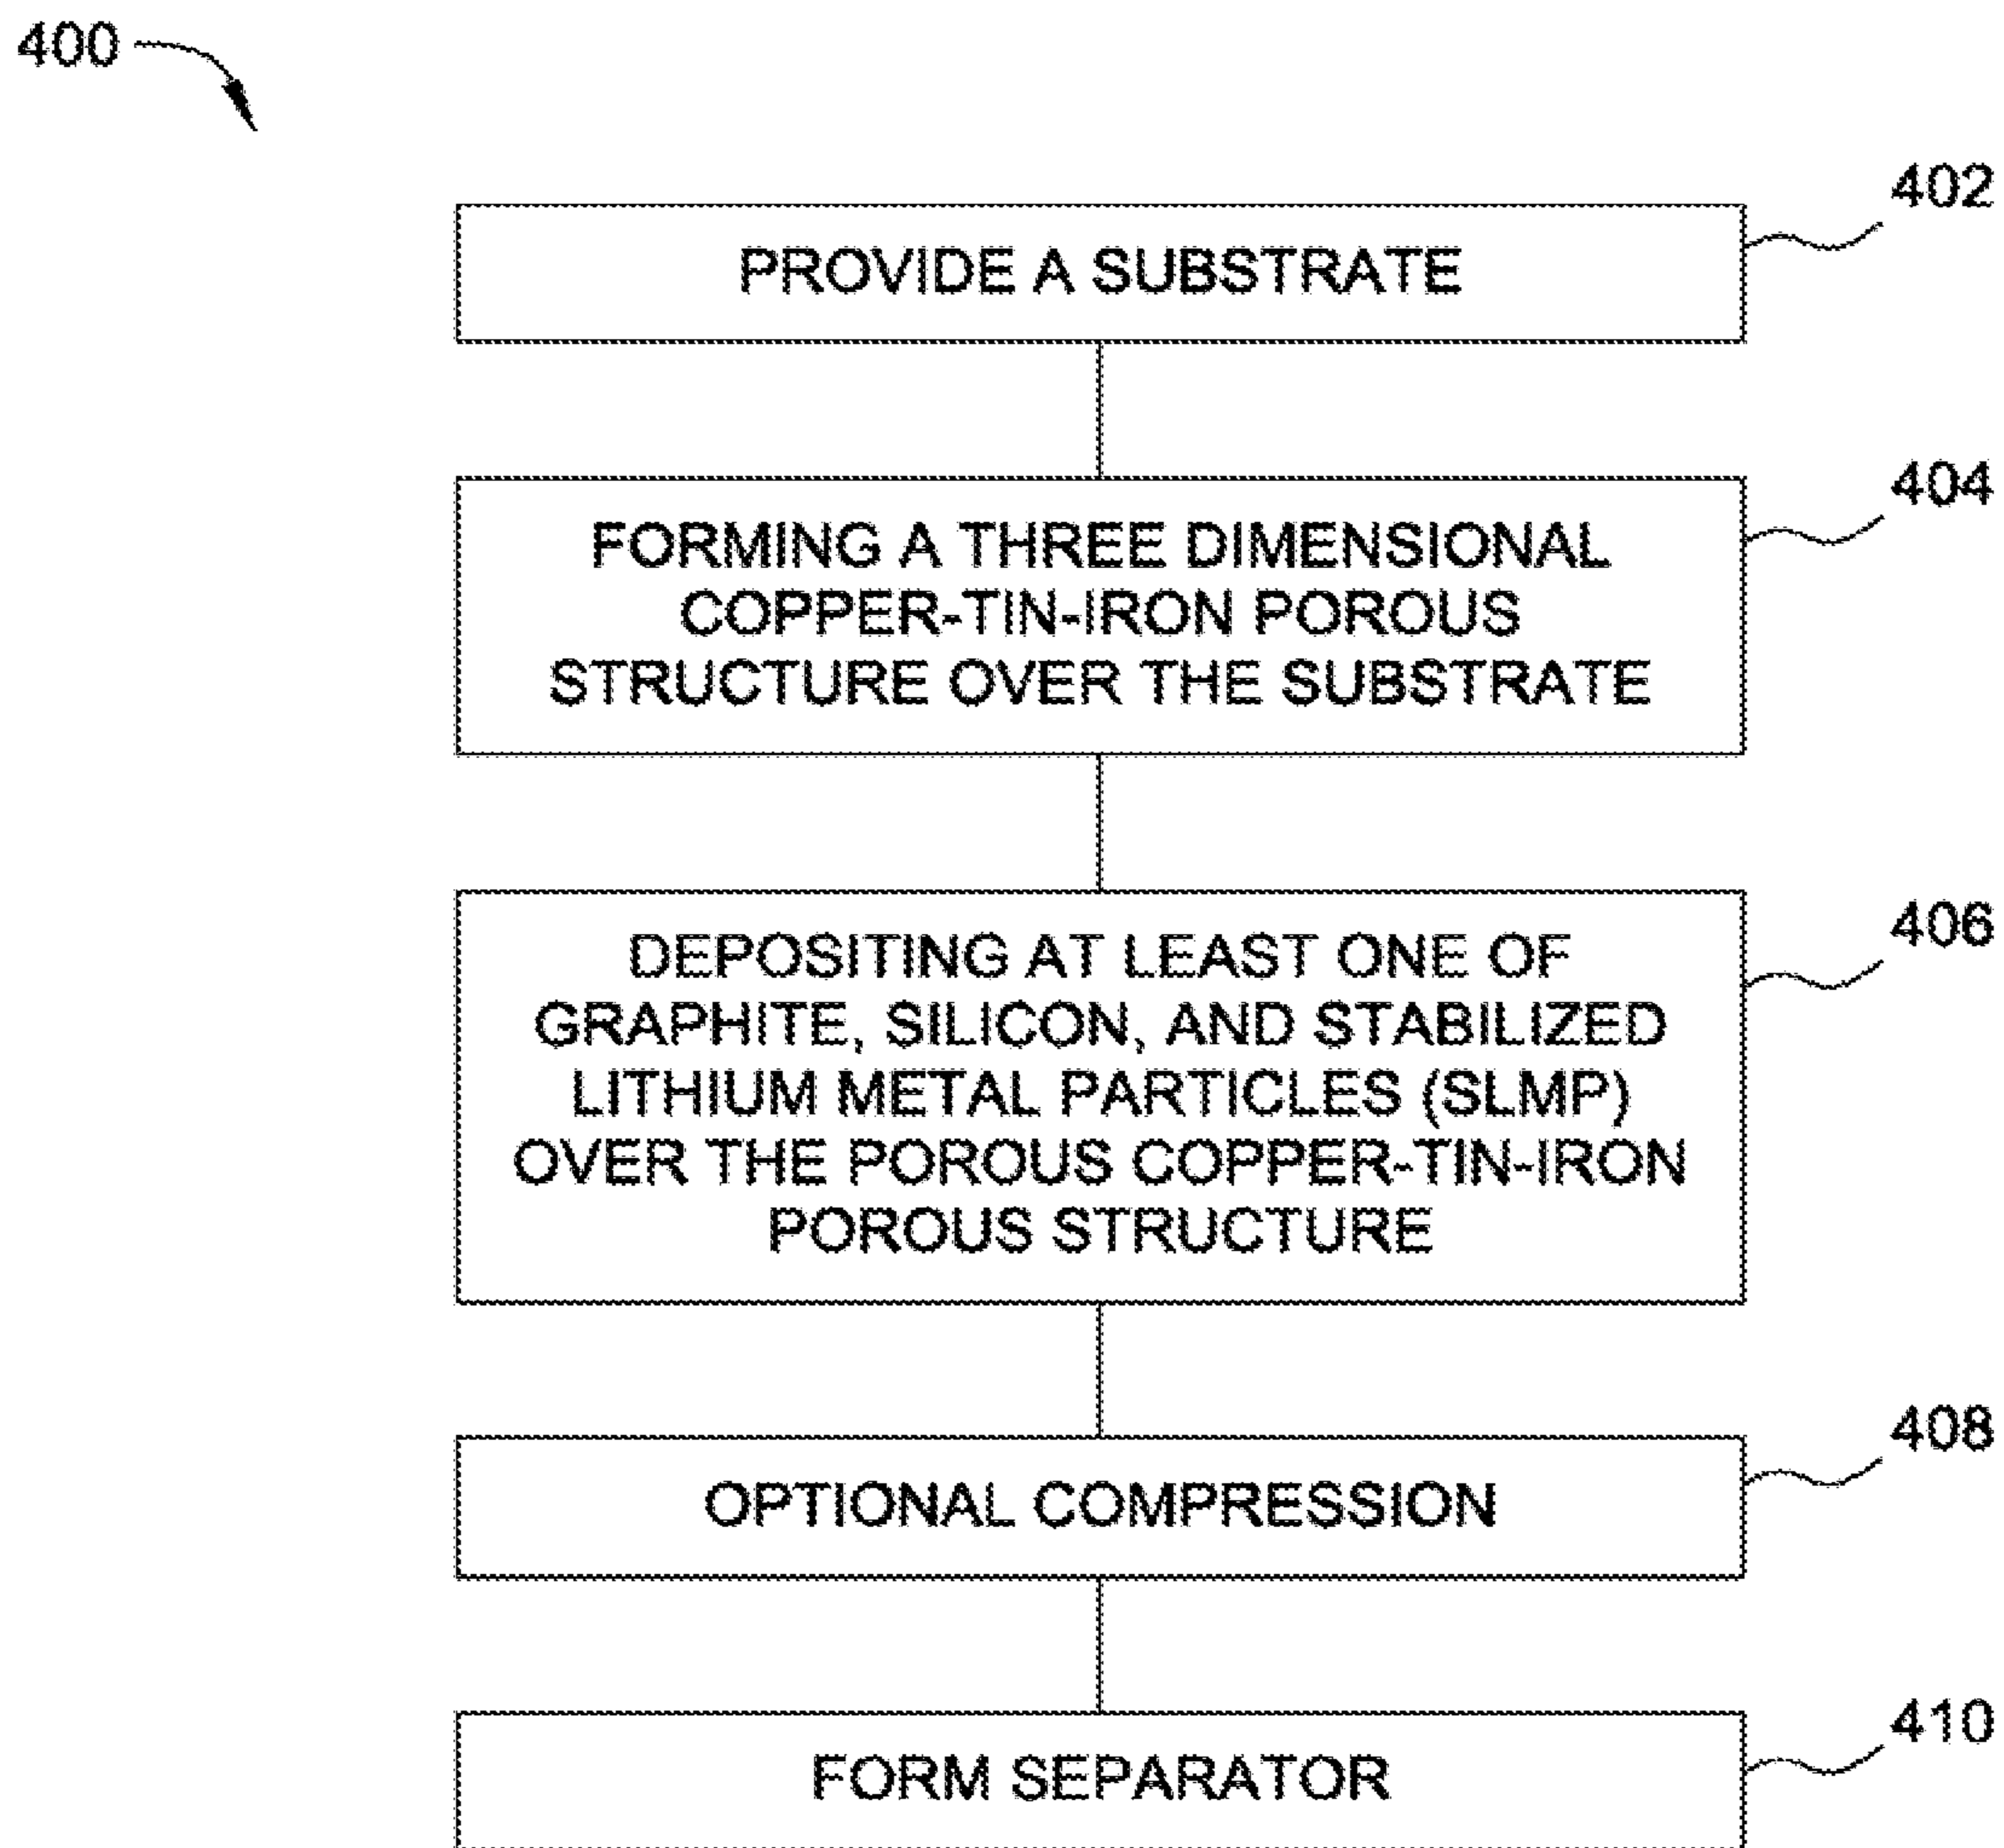 400
402
PROVIDE A SUBSTRATE
404
FORMING A THREE DIMENSIONAL
COPPER-TIN-IRON POROUS
STRUCTURE OVER THE SUBSTRATE
406
DEPOSITING AT LEAST ONE OF
GRAPHITE, SILICON, AND STABILIZED
LITHIUM METAL PARTICLES (SLMP)
OVER THE POROUS COPPER-TIN-IRON
POROUS STRUCTURE
408
OPTIONAL COMPRESSION
410
FORM SEPARATOR